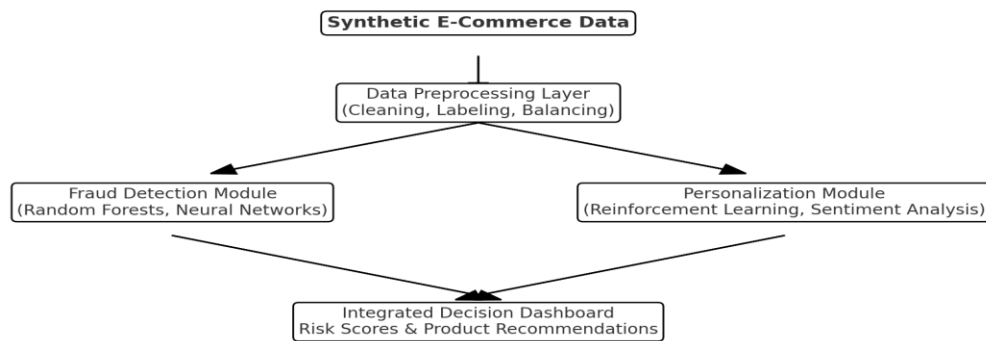 Synthetic E-Commerce Data
Data Preprocessing Layer
(Cleaning, Labeling, Balancing)
Fraud Detection Module
(Random Forests, Neural Networks)
Personalization Module
(Reinforcement Learning, Sentiment Analysis)
Integrated Decision Dashboard
Risk Scores & Product Recommendations